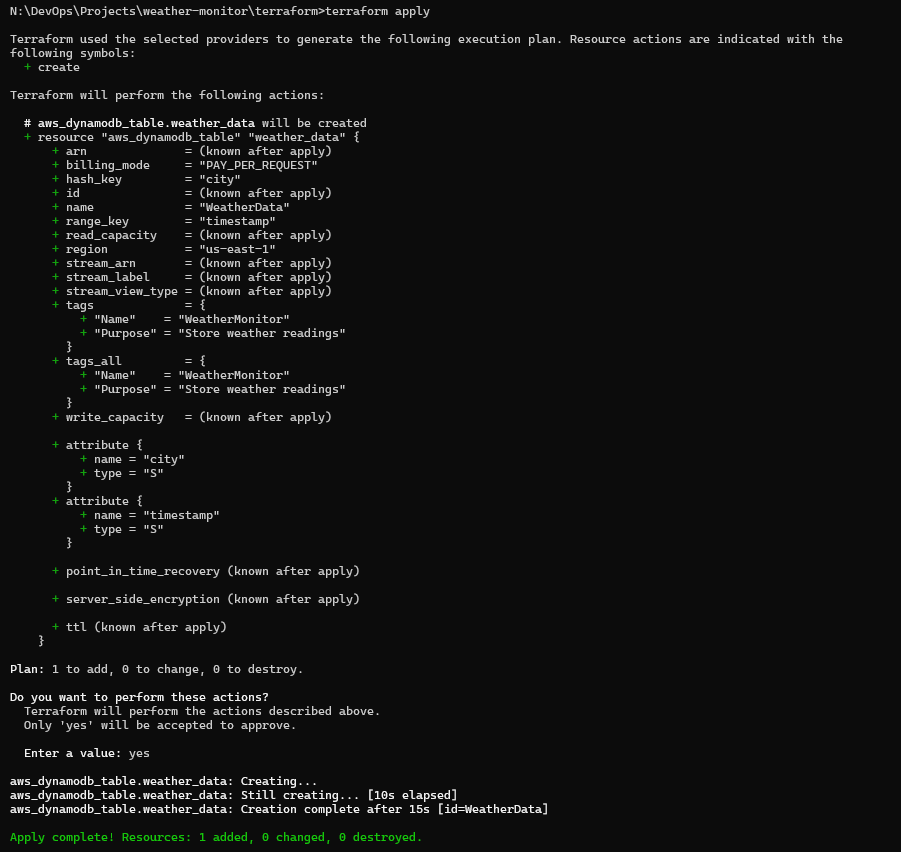 N:\DevOps\Projects\weather-monitor\terraform>terraform apply
Terraform used the selected providers to generate the following execution plan. Resource actions are indicated with the
following symbols:
  + create
Terraform will perform the following actions:
  # aws_dynamodb_table.weather_data will be created
  + resource "aws_dynamodb_table" "weather_data" {
      + arn              = (known after apply)
      + billing_mode     = "PAY_PER_REQUEST"
      + hash_key         = "city"
      + id               = (known after apply)
      + name             = "WeatherData"
      + range_key        = "timestamp"
      + read_capacity    = (known after apply)
      + region           = "us-east-1"
      + stream_arn       = (known after apply)
      + stream_label     = (known after apply)
      + stream_view_type = (known after apply)
      + tags             = {
          + "Name"    = "WeatherMonitor"
          + "Purpose" = "Store weather readings"
        }
      + tags_all         = {
          + "Name"    = "WeatherMonitor"
          + "Purpose" = "Store weather readings"
        }
      + write_capacity   = (known after apply)
      + attribute {
          + name = "city"
          + type = "S"
        }
      + attribute {
          + name = "timestamp"
          + type = "S"
        }
      + point_in_time_recovery (known after apply)
      + server_side_encryption (known after apply)
      + ttl (known after apply)
    }
Plan: 1 to add, 0 to change, 0 to destroy.
Do you want to perform these actions?
  Terraform will perform the actions described above.
  Only 'yes' will be accepted to approve.
  Enter a value: yes
aws_dynamodb_table.weather_data: Creating...
aws_dynamodb_table.weather_data: Still creating... [10s elapsed]
aws_dynamodb_table.weather_data: Creation complete after 15s [id=WeatherData]
Apply complete! Resources: 1 added, 0 changed, 0 destroyed.